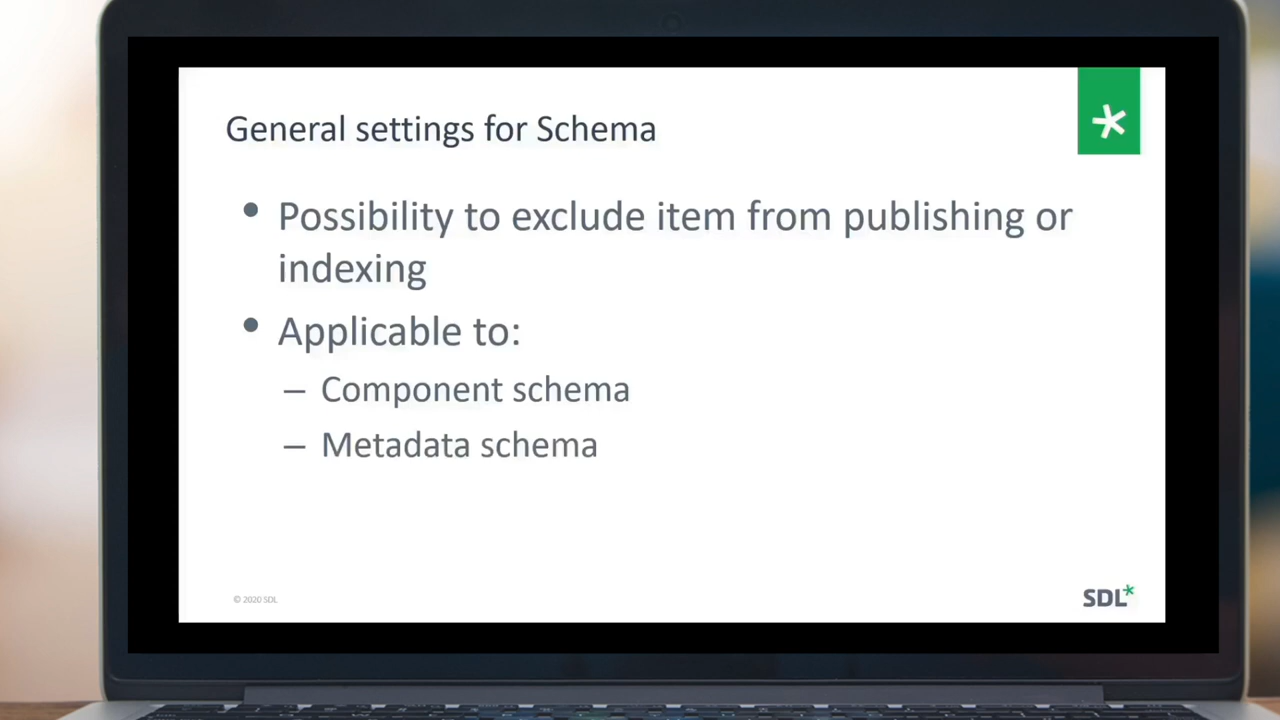 General settings for Schema
• Possibility to exclude item from publishing or
indexing
• Applicable to:
– Component schema
– Metadata schema
© 2020 SDL
SDL*